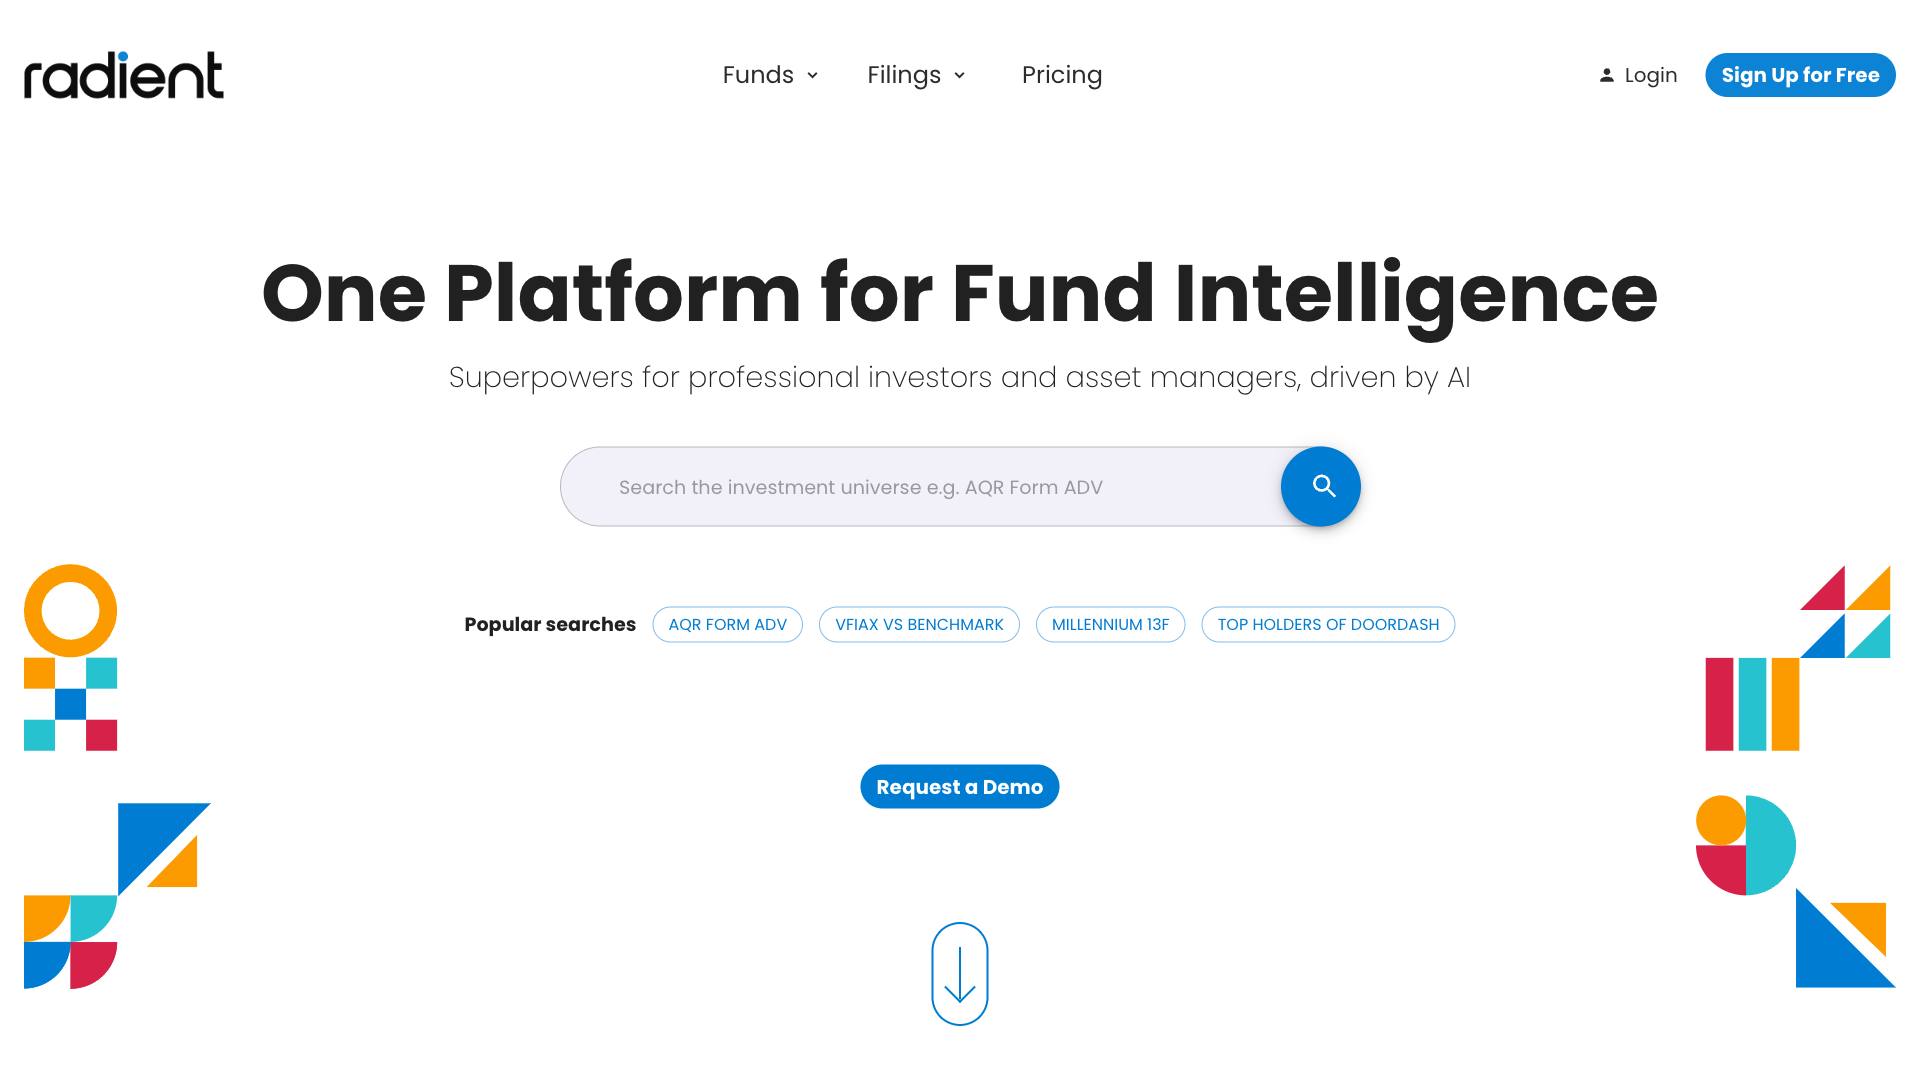 radient
Funds
Filings
Pricing
Login
Sign Up for Free
One Platform for Fund Intelligence
Superpowers for professional investors and asset managers, driven by AI
Search the investment universe e.g. AQR Form ADV
Popular searches
AQR FORM ADV
VFIAX VS BENCHMARK
MILLENNIUM 13F
TOP HOLDERS OF DOORDASH
Request a Demo